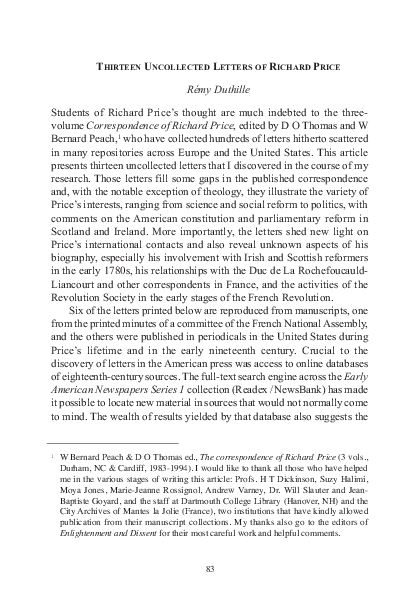 THIRTEEN UNCOLLECTED LETTERS OF RICHARD PRICE
Rémy Duthille
Students of Richard Price's thought are much indebted to the three-
volume Correspondence of Richard Price, edited by D O Thomas and W
Bernard Peach,1 who have collected hundreds of letters hitherto scattered
in many repositories across Europe and the United States. This article
presents thirteen uncollected letters that I discovered in the course of my
research. Those letters fill some gaps in the published correspondence
and, with the notable exception of theology, they illustrate the variety of
Price's interests, ranging from science and social reform to politics, with
comments on the American constitution and parliamentary reform in
Scotland and Ireland. More importantly, the letters shed new light on
Price's international contacts and also reveal unknown aspects of his
biography, especially his involvement with Irish and Scottish reformers
in the early 1780s, his relationships with the Duc de La Rochefoucauld-
Liancourt and other correspondents in France, and the activities of the
Revolution Society in the early stages of the French Revolution.
Six of the letters printed below are reproduced from manuscripts, one
from the printed minutes of a committee of the French National Assembly,
and the others were published in periodicals in the United States during
Price's lifetime and in the early nineteenth century. Crucial to the
discovery of letters in the American press was access to online databases
of eighteenth-century sources. The full-text search engine across the Early
American Newspapers Series 1 collection (Readex / NewsBank) has made
it possible to locate new material in sources that would not normally come
to mind. The wealth of results yielded by that database also suggests the
1 W Bernard Peach & D O Thomas ed., The correspondence of Richard Price (3 vols.,
Durham, NC & Cardiff, 1983-1994). I would like to thank all those who have helped
me in the various stages of writing this article: Profs. H T Dickinson, Suzy Halimi,
Moya Jones, Marie-Jeanne Rossignol, Andrew Varney, Dr. Will Slauter and Jean-
Baptiste Goyard, and the staff at Dartmouth College Library (Hanover, NH) and the
City Archives of Mantes la Jolie (France), two institutions that have kindly allowed
publication from their manuscript collections. My thanks also go to the editors of
Enlightenment and Dissent for their most careful work and helpful comments.
83